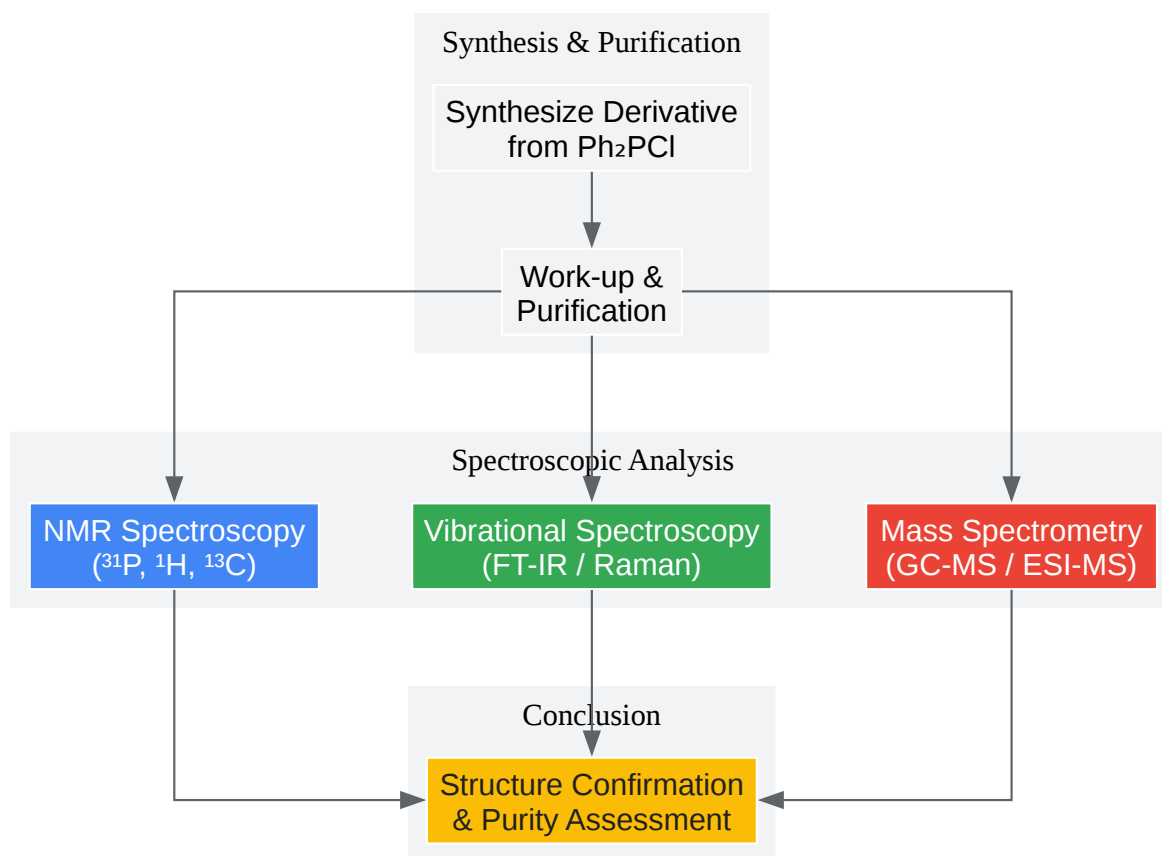 Synthesis & Purification
Synthesize Derivative
from Ph₂PCl
Work-up &
Purification
Spectroscopic Analysis
NMR Spectroscopy
(³¹P, ¹H, ¹³C)
Vibrational Spectroscopy
(FT-IR / Raman)
Mass Spectrometry
(GC-MS / ESI-MS)
Conclusion
Structure Confirmation
& Purity Assessment